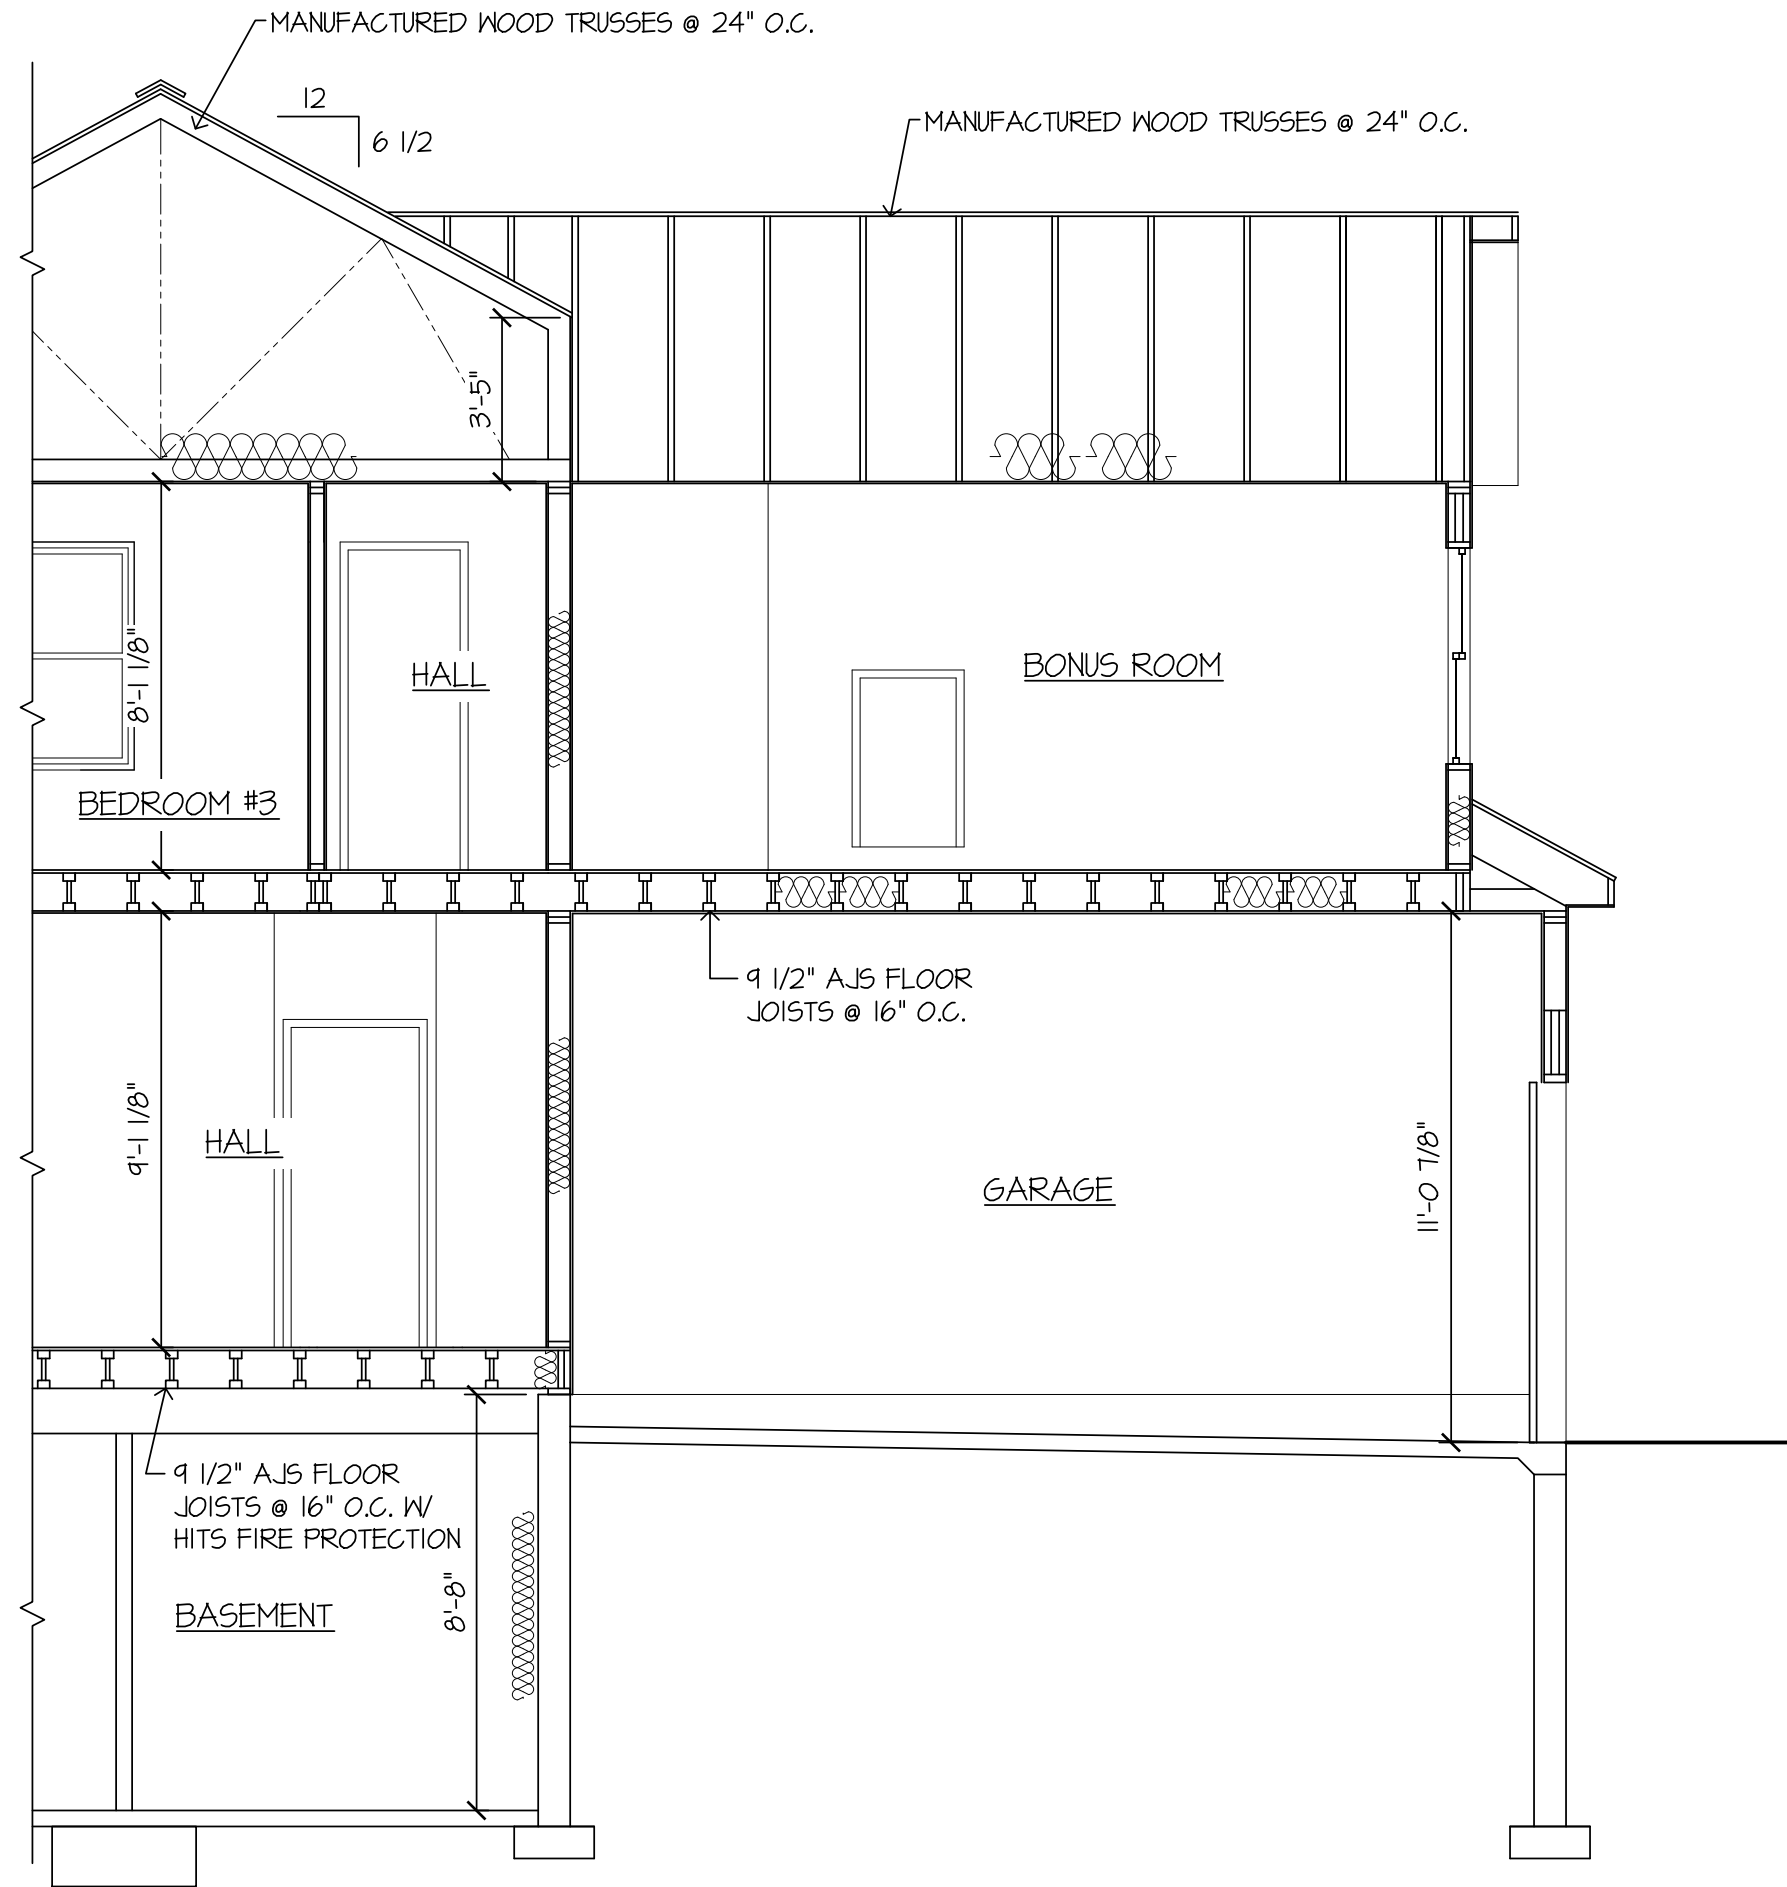 MANUFACTURED WOOD TRUSSES @ 24" O.C.
12
6 1/2
MANUFACTURED WOOD TRUSSES @ 24" O.C.
3'-5"
8'-1 1/8"
HALL
BONUS ROOM
BEDROOM #3
9 1/2" AJS FLOOR
JOISTS @ 16" O.C.
9'-1 1/8"
HALL
GARAGE
11'-0 7/8"
9 1/2" AJS FLOOR
JOISTS @ 16" O.C. W/
HITS FIRE PROTECTION
8'-8"
BASEMENT